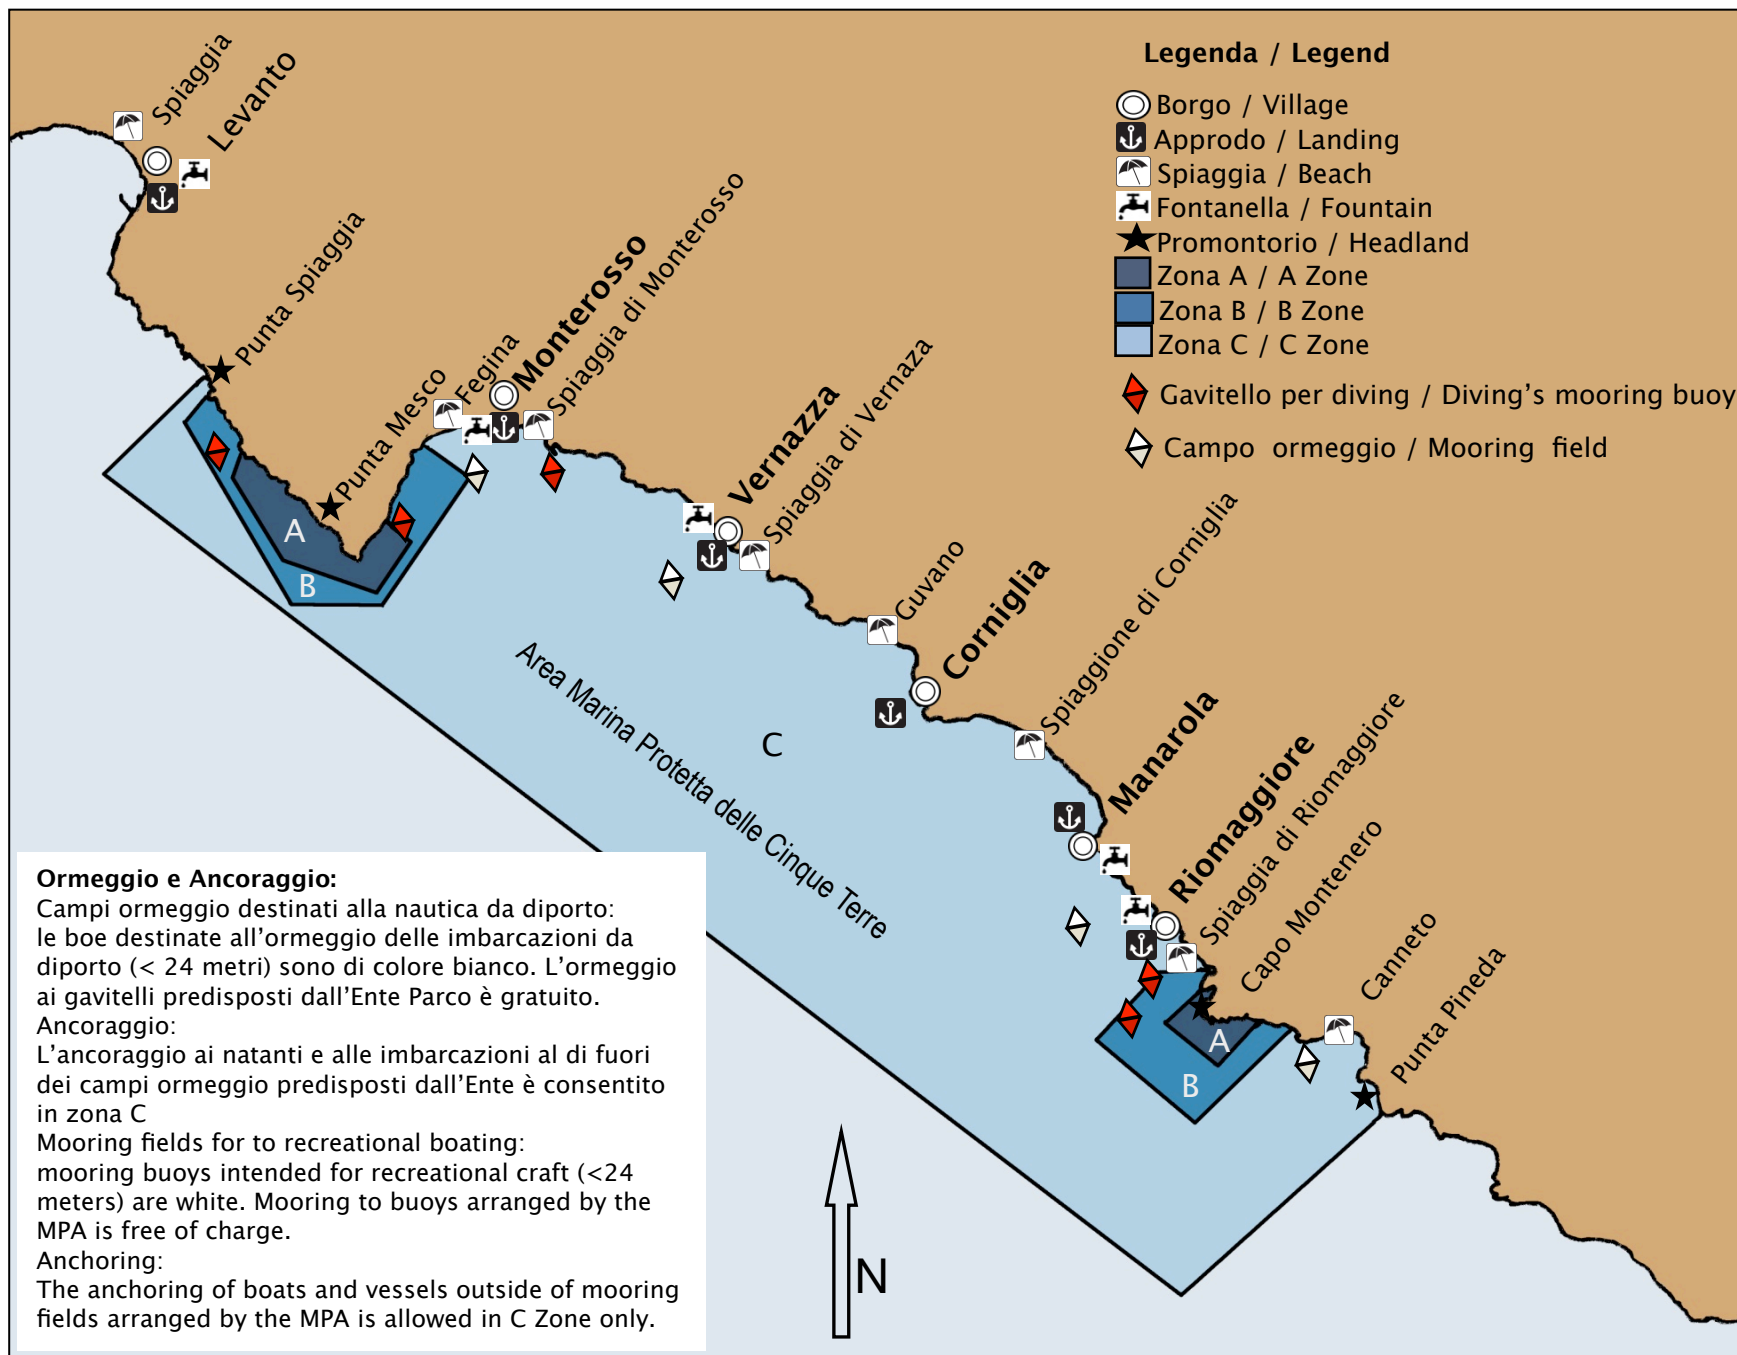 Legenda / Legend
Borgo / Village
Approdo / Landing
Spiaggia / Beach
Fontanella / Fountain
Promontorio / Headland
Zona A / A Zone
Zona B / B Zone
Zona C / C Zone
Gavitello per diving / Diving's mooring buoy
Campo ormeggio / Mooring field
Spiaggia
Levanto
Punta Spiaggia
Punta Mesco
Fegina
Monterosso
Spiaggia di Monterosso
Vernazza
Spiaggia di Vernaza
Guvano
Corniglia
Spiaggione di Corniglia
Manarola
Riomaggiore
Spiaggia di Riomaggiore
Capo Montenero
Canneto
Punta Pineda
A
B
C
Area Marina Protetta delle Cinque Terre
A
B
N
Ormeggio e Ancoraggio:
Campi ormeggio destinati alla nautica da diporto:
le boe destinate all'ormeggio delle imbarcazioni da
diporto (< 24 metri) sono di colore bianco. L'ormeggio
ai gavitelli predisposti dall'Ente Parco è gratuito.
Ancoraggio:
L'ancoraggio ai natanti e alle imbarcazioni al di fuori
dei campi ormeggio predisposti dall'Ente è consentito
in zona C
Mooring fields for to recreational boating:
mooring buoys intended for recreational craft (<24
meters) are white. Mooring to buoys arranged by the
MPA is free of charge.
Anchoring:
The anchoring of boats and vessels outside of mooring
fields arranged by the MPA is allowed in C Zone only.